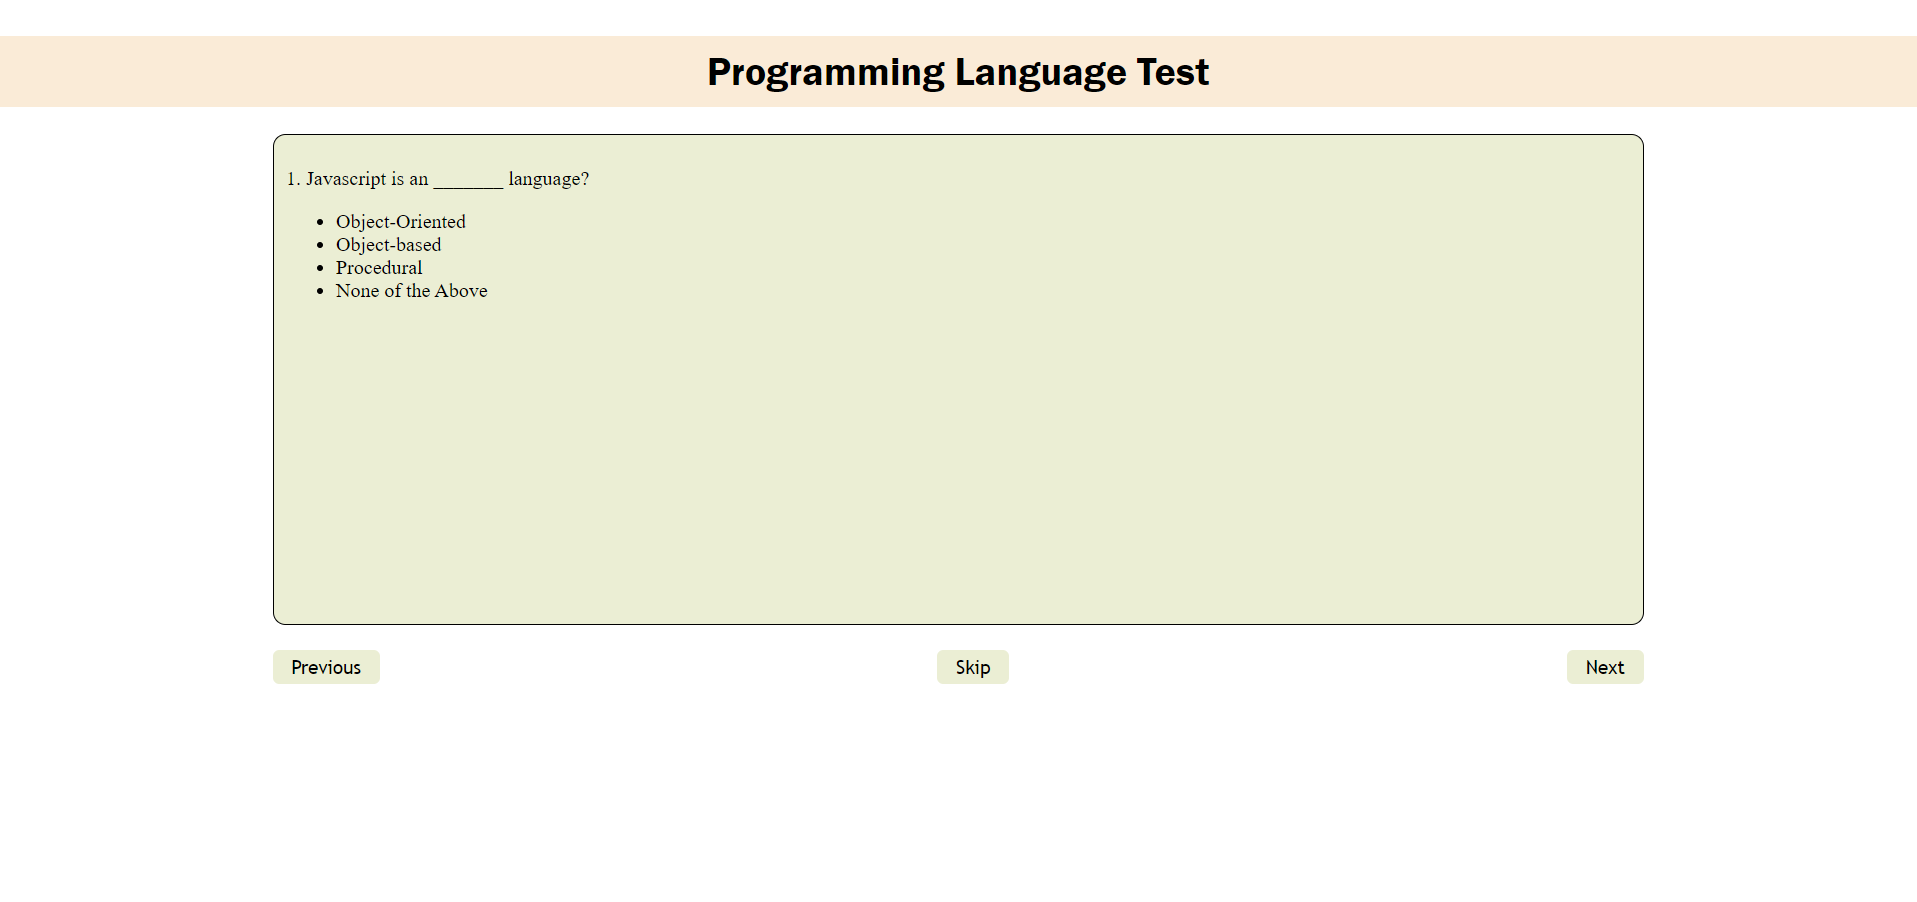 Programming Language Test
1. Javascript is an _______ language?
Object-Oriented
Object-based
Procedural
None of the Above
Previous
Skip
Next